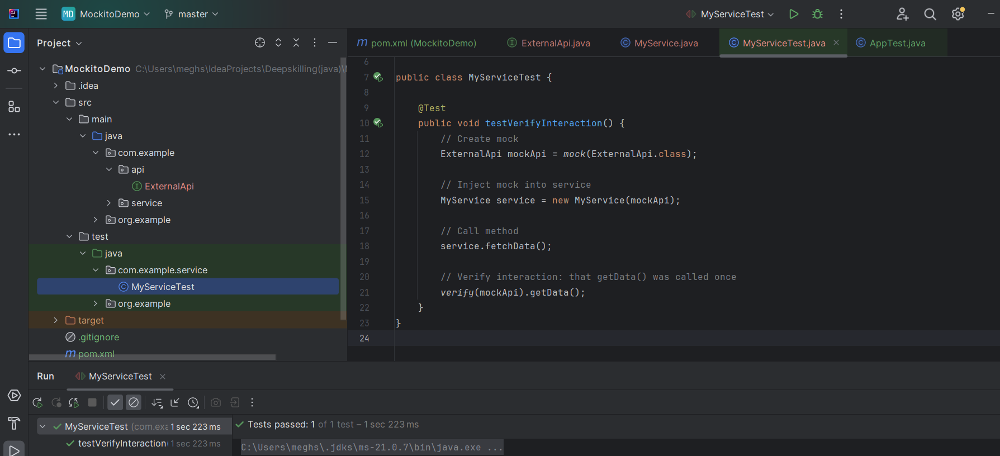 MD MockitoDemo master MyServiceTest
Project
pom.xml (MockitoDemo) ExternalApi.java MyService.java MyServiceTest.java AppTest.java
MockitoDemo C:\Users\meghs\IdeaProjects\Deepskilling(java)\
.idea
src
main
java
com.example
api
ExternalApi
service
org.example
test
java
com.example.service
MyServiceTest
org.example
target
.gitignore
pom.xml
6
7 public class MyServiceTest {
8
9 @Test
10 public void testVerifyInteraction() {
11 // Create mock
12 ExternalApi mockApi = mock(ExternalApi.class);
13
14 // Inject mock into service
15 MyService service = new MyService(mockApi);
16
17 // Call method
18 service.fetchData();
19
20 // Verify interaction: that getData() was called once
21 verify(mockApi).getData();
22 }
23 }
24
Run MyServiceTest
MyServiceTest (com.exa 1 sec 223 ms
testVerifyInteraction( 1 sec 223 ms
Tests passed: 1 of 1 test – 1 sec 223 ms
C:\Users\meghs\.jdks\ms-21.0.7\bin\java.exe ...